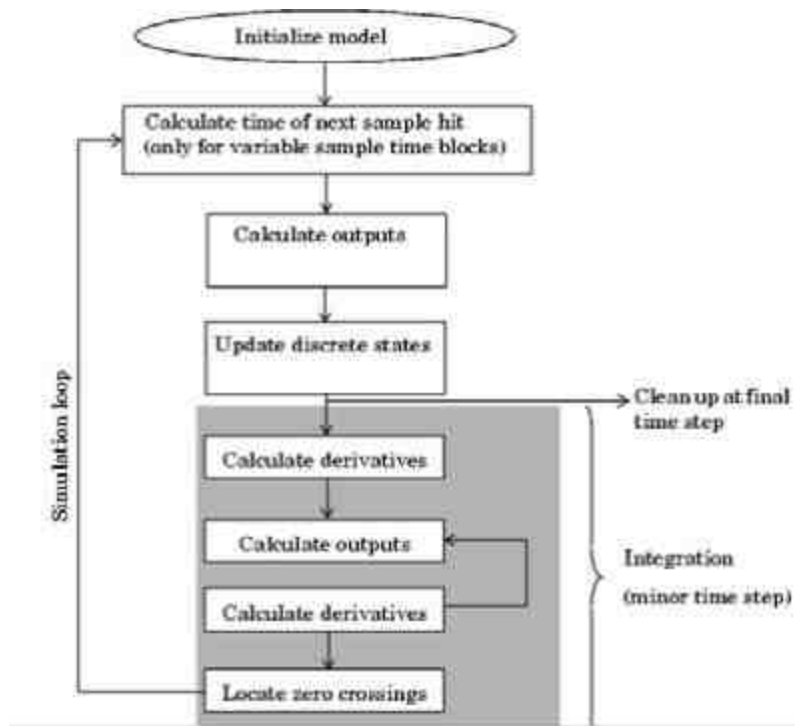 Initialize model
Calculate time of next sample hit
(only for variable sample time blocks)
Calculate outputs
Update discrete states
Clean up at final
time step
Simulation loop
Calculate derivatives
Calculate outputs
Integration
(minor time step)
Calculate derivatives
Locate zero crossings